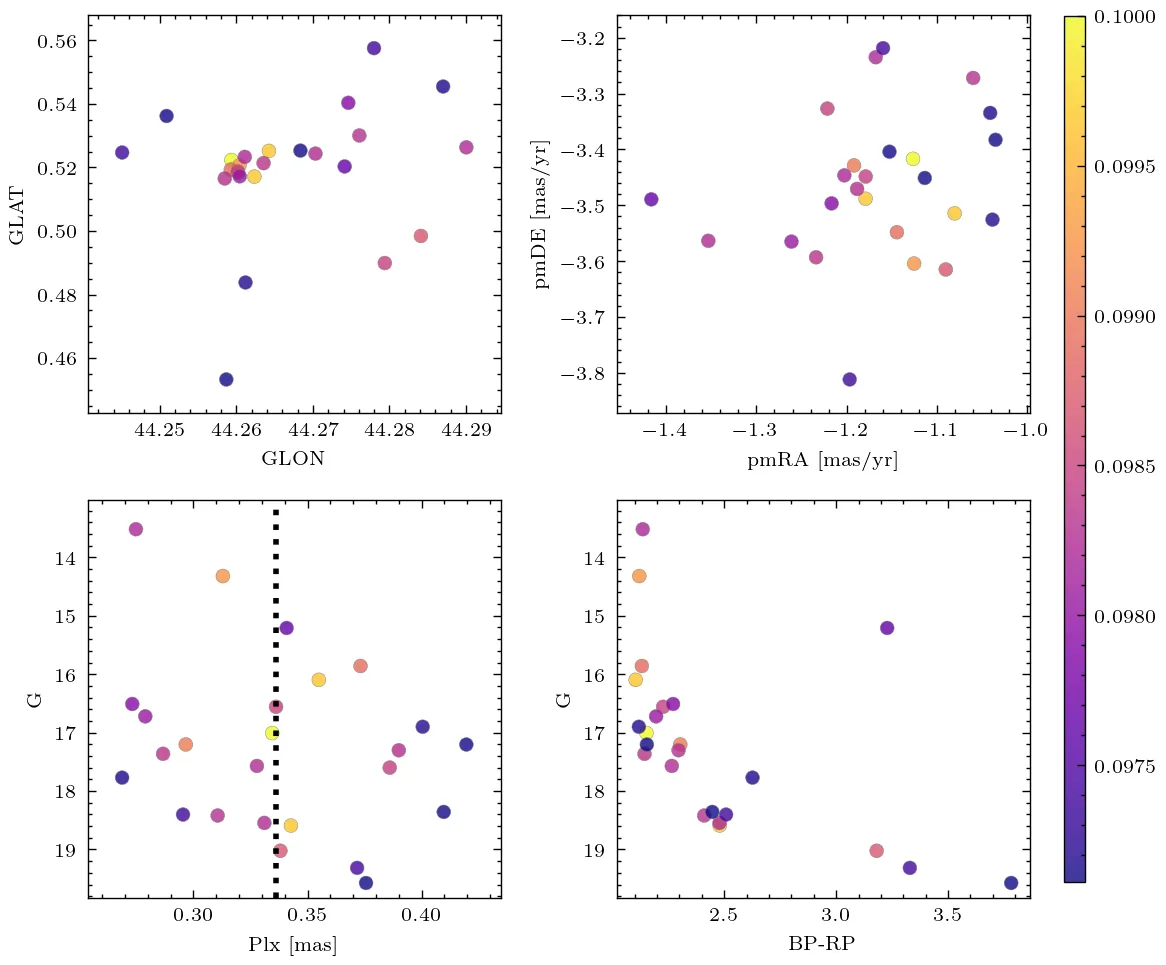 0.56
0.54
0.52
0.50
0.48
0.46
GLAT
44.25 44.26 44.27 44.28 44.29
GLON
−3.2
−3.3
−3.4
−3.5
−3.6
−3.7
−3.8
pmDE [mas/yr]
−1.4 −1.3 −1.2 −1.1 −1.0
pmRA [mas/yr]
14
15
16
17
18
19
G
0.30 0.35 0.40
Plx [mas]
14
15
16
17
18
19
G
2.5 3.0 3.5
BP-RP
0.1000
0.0995
0.0990
0.0985
0.0980
0.0975